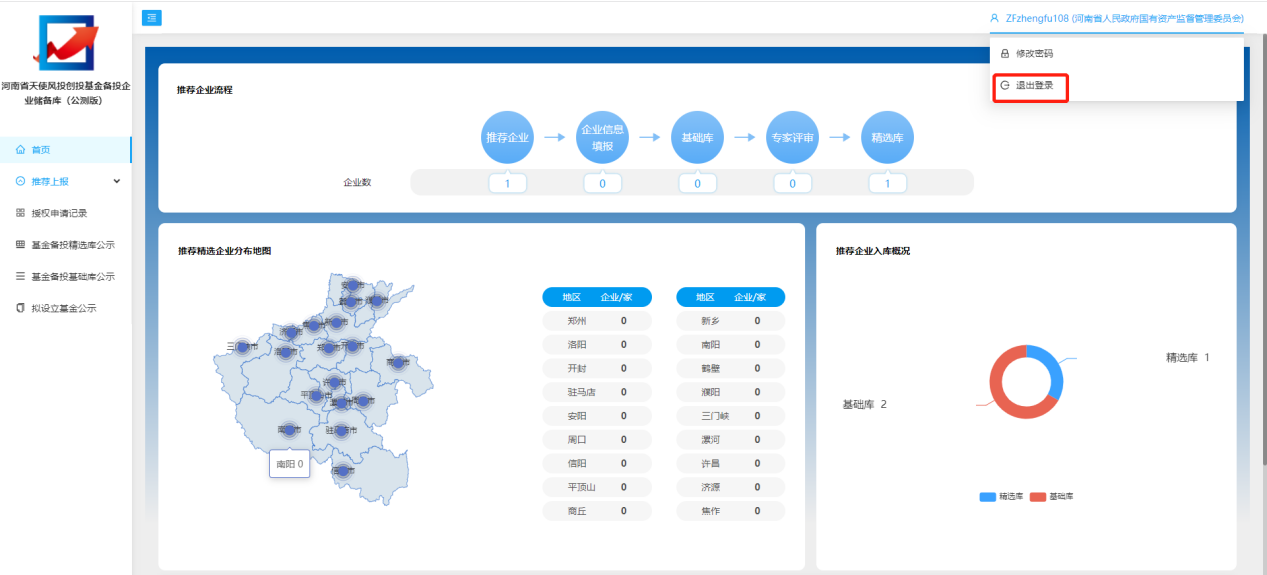 ZFzhengfu108 (河南省人民政府国有资产监督管理委员会)
修改密码
退出登录
河南省天使风投创投基金备投企
业储备库（公测版）
首页
推荐上报
授权申请记录
基金备投精选库公示
基金备投基础库公示
拟设立基金公示
推荐企业流程
推荐企业
企业信息
填报
基础库
专家评审
精选库
企业数
1
0
0
0
1
推荐精选企业分布地图
三门峡市
驻马店市
南阳 0
地区 企业/家
郑州 0
洛阳 0
开封 0
驻马店 0
安阳 0
周口 0
信阳 0
平顶山 0
商丘 0
地区 企业/家
新乡 0
南阳 0
鹤壁 0
濮阳 0
三门峡 0
漯河 0
许昌 0
济源 0
焦作 0
推荐企业入库概况
精选库 1
基础库 2
精选库 基础库